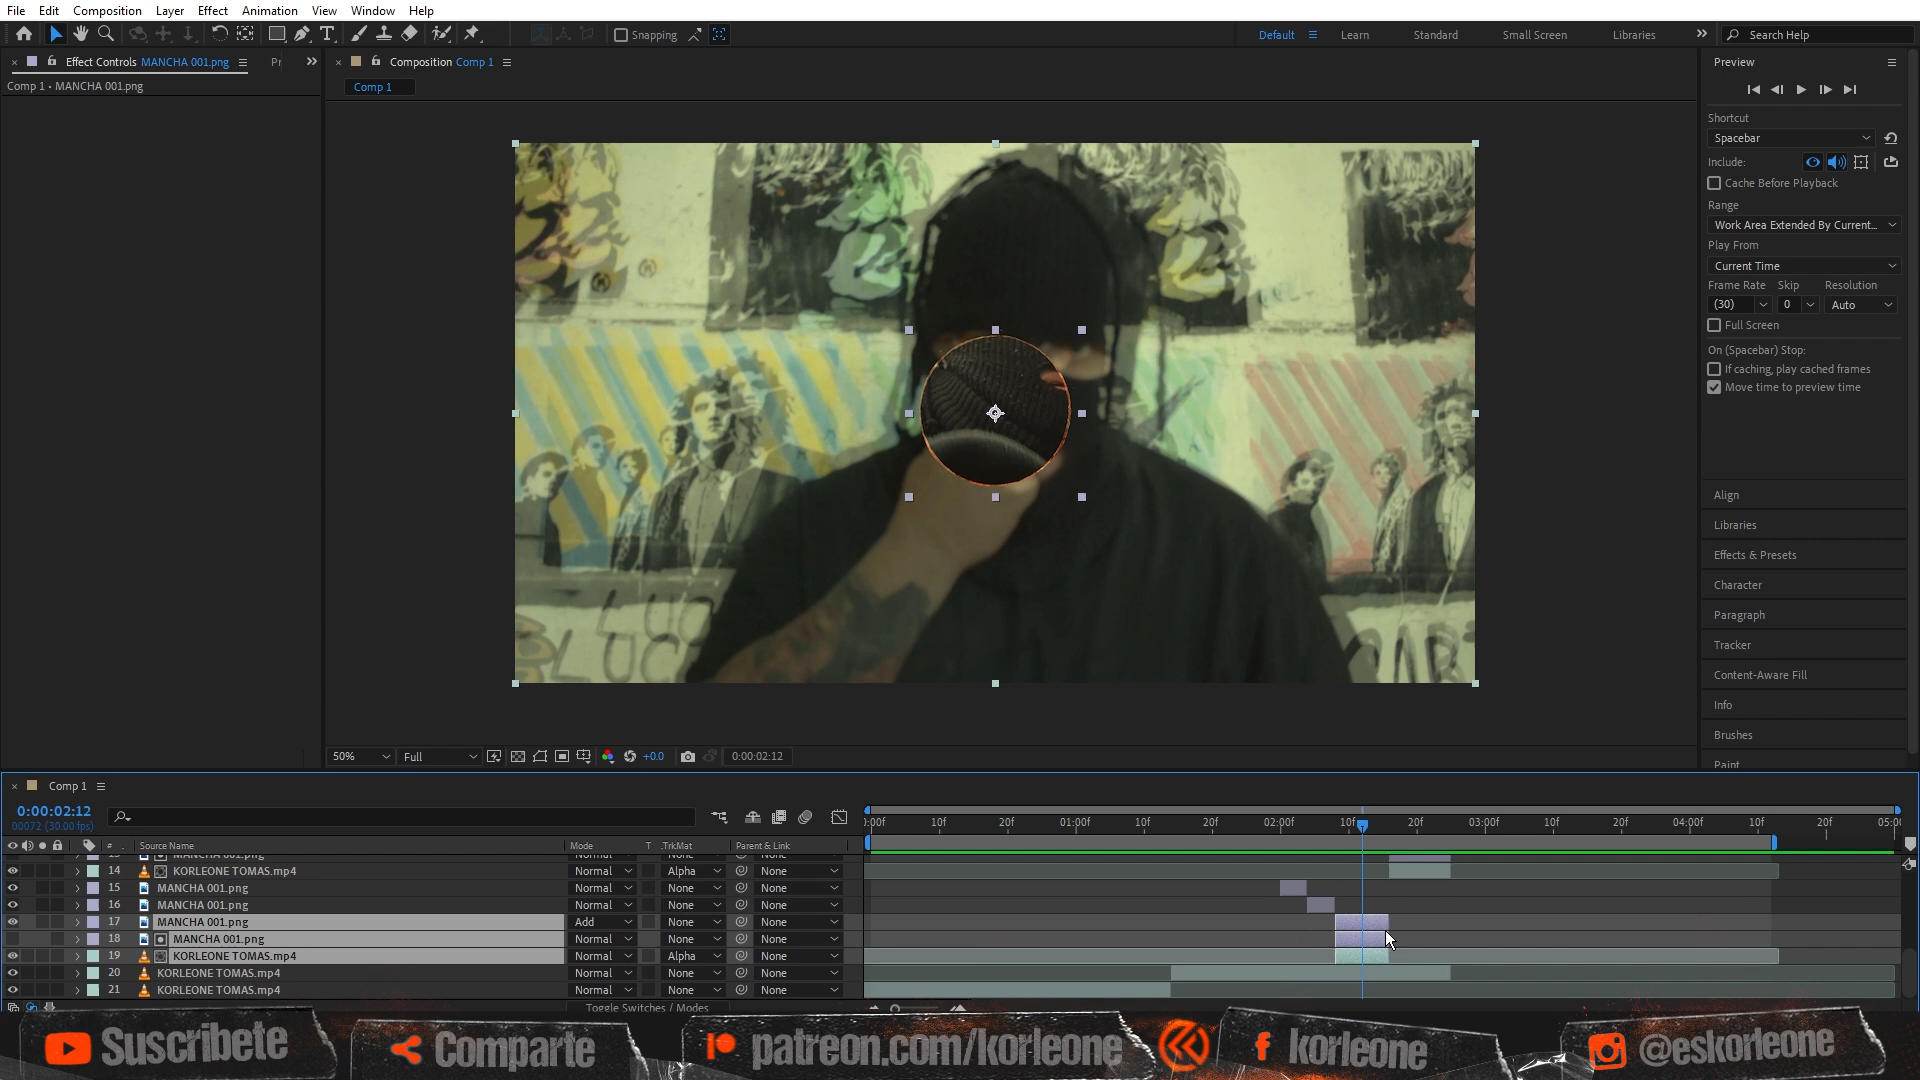 File Edit Composition Layer Effect Animation View Window Help
Snapping
Default Learn Standard Small Screen Libraries Search Help
Effect Controls MANCHA 001.png Pr
Composition Comp 1
Preview
Comp 1 • MANCHA 001.png
Comp 1
Shortcut
Spacebar
Include:
Cache Before Playback
Range
Work Area Extended By Current...
Play From
Current Time
Frame Rate Skip Resolution
(30) 0 Auto
Full Screen
On (Spacebar) Stop:
If caching, play cached frames
Move time to preview time
Align
Libraries
Effects & Presets
Character
Paragraph
Tracker
Content-Aware Fill
Info
Brushes
Paint
50% Full +0.0 0:00:02:12
Comp 1
0:00:02:12
00072 (30.00 fps)
:00f 10f 20f 01:00f 10f 20f 02:00f 10f 20f 03:00f 10f 20f 04:00f 10f 20f 05:00
# Source Name Mode T .TrkMat Parent & Link
MANCHA 001.png Normal None None
14 KORLEONE TOMAS.mp4 Normal Alpha None
15 MANCHA 001.png Normal None None
16 MANCHA 001.png Normal None None
17 MANCHA 001.png Add None None
18 MANCHA 001.png Normal None None
19 KORLEONE TOMAS.mp4 Normal Alpha None
20 KORLEONE TOMAS.mp4 Normal None None
21 KORLEONE TOMAS.mp4 Normal None None
Toggle Switches / Modes
Suscribete Comparte patreon.com/korleone korleone @eskorleone